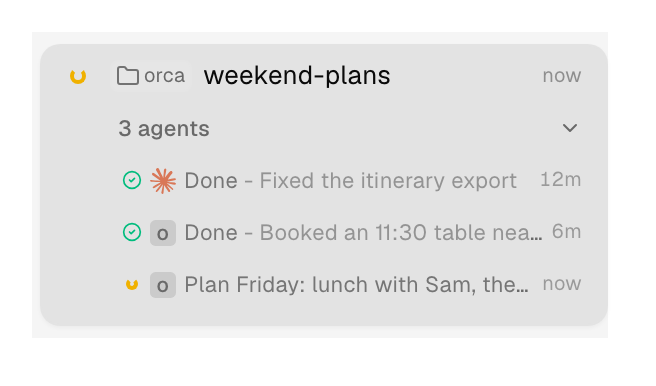 orca weekend-plans now
3 agents
Done - Fixed the itinerary export 12m
o Done - Booked an 11:30 table nea... 6m
o Plan Friday: lunch with Sam, the... now